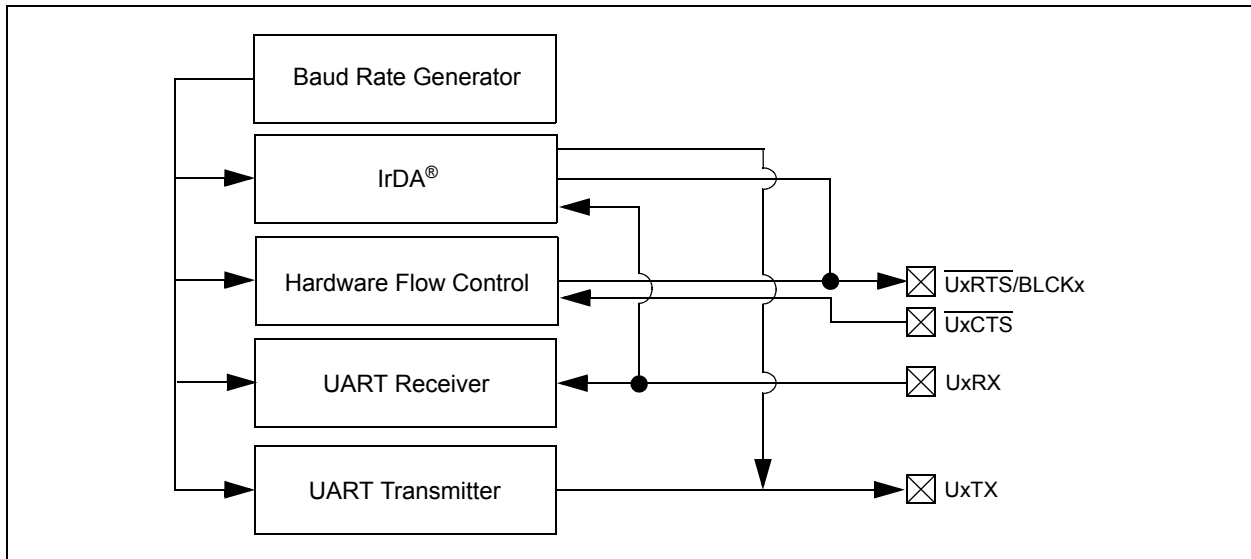 Baud Rate Generator
IrDA®
Hardware Flow Control
UxRTS/BLCKx
UxCTS
UART Receiver
UxRX
UART Transmitter
UxTX